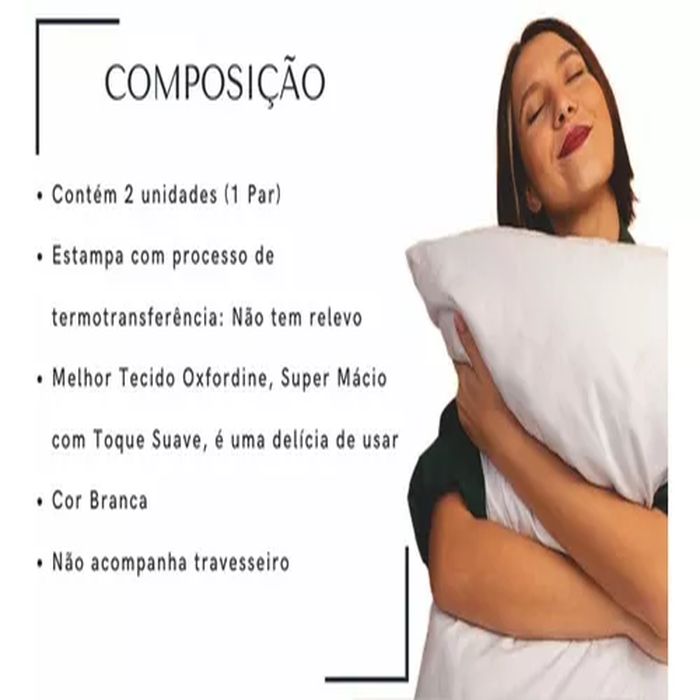 COMPOSIÇÃO
• Contém 2 unidades (1 Par)
• Estampa com processo de
termotransferência: Não tem relevo
• Melhor Tecido Oxfordine, Super Mácio
com Toque Suave, é uma delícia de usar
• Cor Branca
• Não acompanha travesseiro